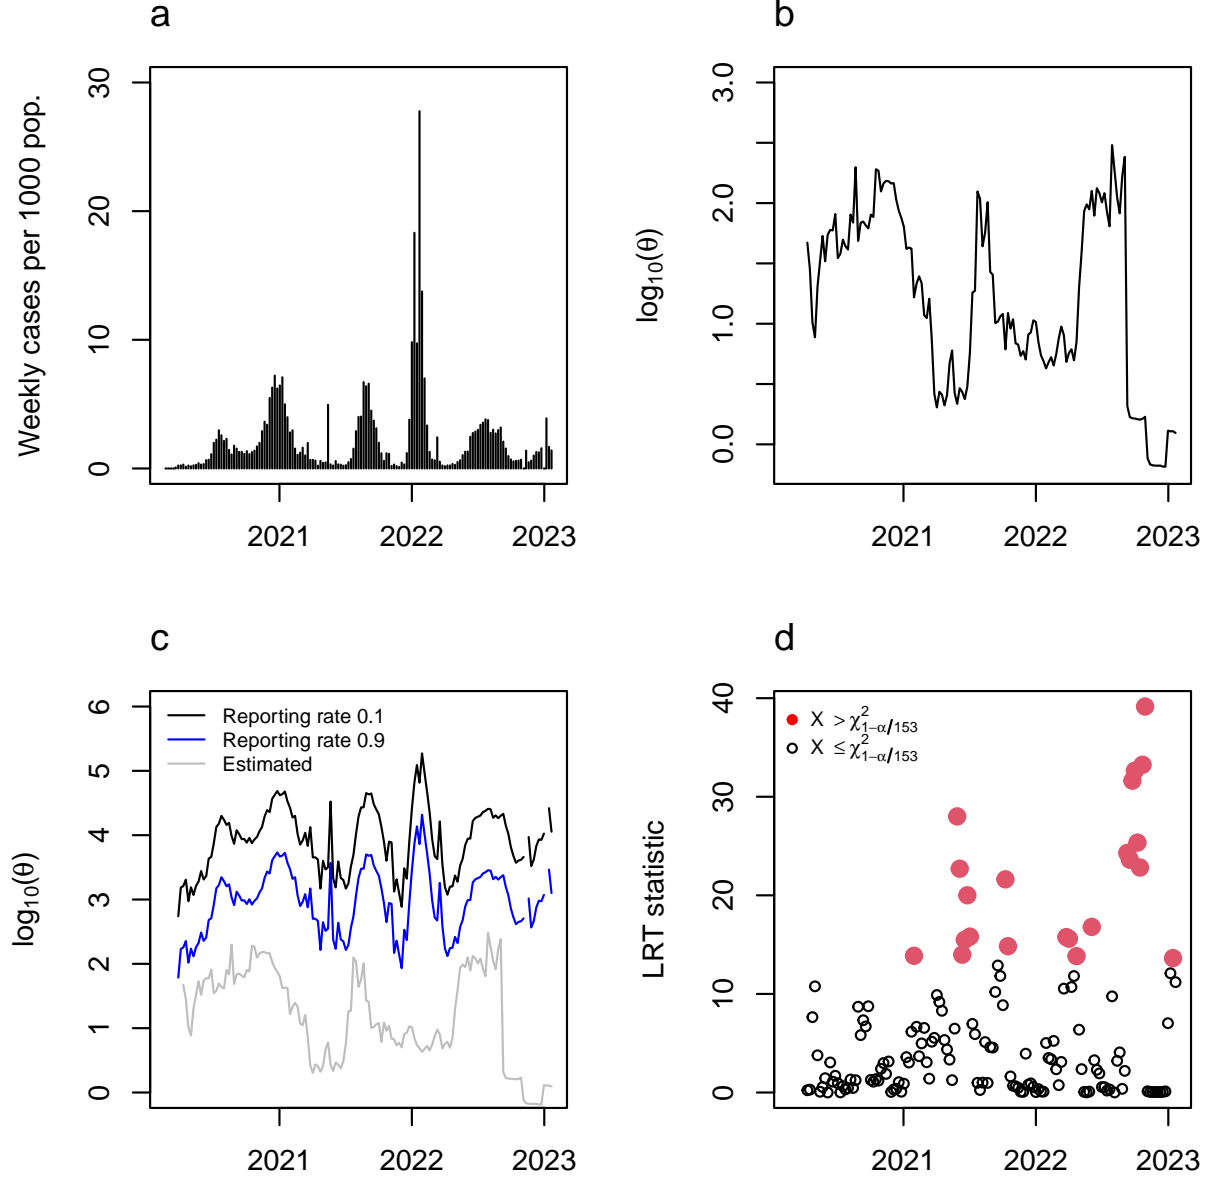 a
Weekly cases per 1000 pop.
30
20
10
0
2021 2022 2023
b
log10(θ)
3.0
2.0
1.0
0.0
2021 2022 2023
c
log10(θ)
6
5
4
3
2
1
0
Reporting rate 0.1
Reporting rate 0.9
Estimated
2021 2022 2023
d
LRT statistic
40
30
20
10
0
X > χ²1−α/153
X ≤ χ²1−α/153
2021 2022 2023